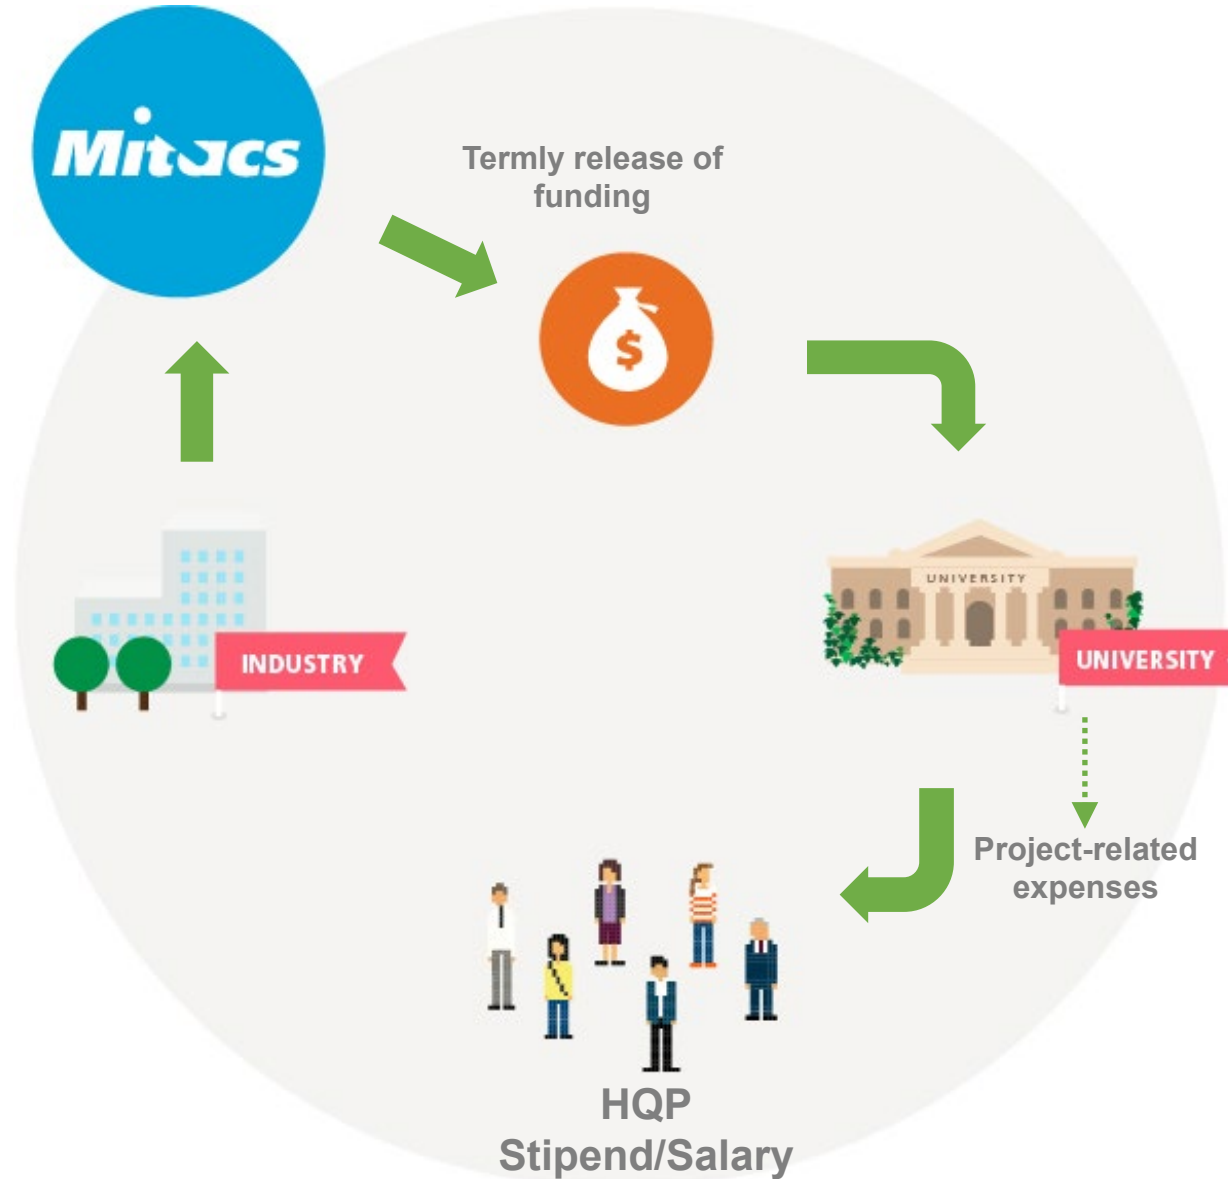 Mitacs
Termly release of
funding
$
UNIVERSITY
INDUSTRY
UNIVERSITY
Project-related
expenses
HQP
Stipend/Salary